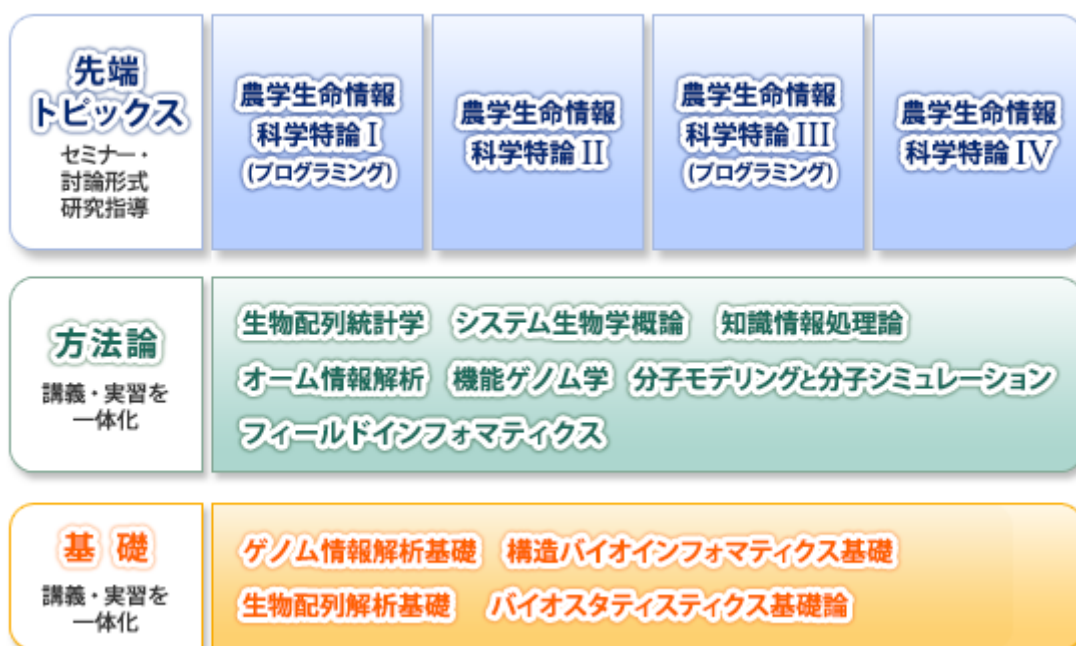 先端
トピックス
セミナー・
討論形式
研究指導
農学生命情報
科学特論 I
(プログラミング)
農学生命情報
科学特論 II
農学生命情報
科学特論 III
(プログラミング)
農学生命情報
科学特論 IV
方法論
講義・実習を
一体化
生物配列統計学 システム生物学概論 知識情報処理論
オーム情報解析 機能ゲノム学 分子モデリングと分子シミュレーション
フィールドインフォマティクス
基礎
講義・実習を
一体化
ゲノム情報解析基礎 構造バイオインフォマティクス基礎
生物配列解析基礎 バイオスタティスティクス基礎論